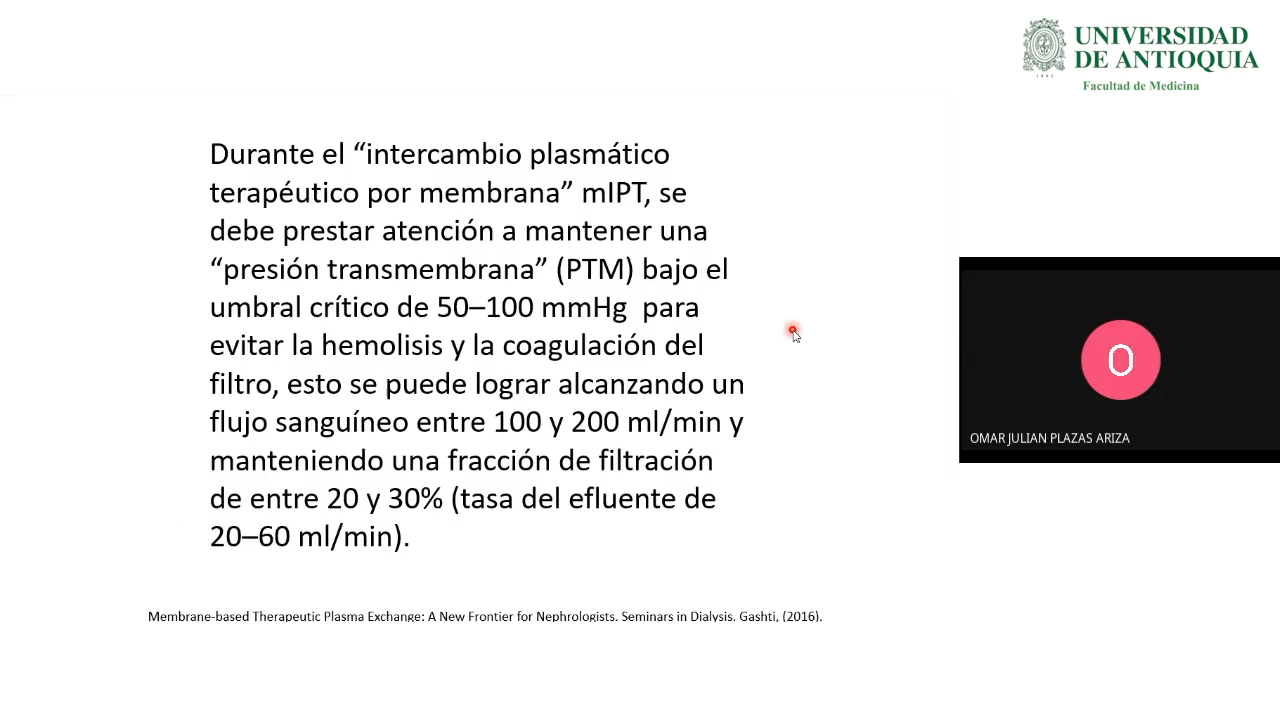 UNIVERSIDAD
DE ANTIOQUIA
1803
Facultad de Medicina
Durante el “intercambio plasmático
terapéutico por membrana” mIPT, se
debe prestar atención a mantener una
“presión transmembrana” (PTM) bajo el
umbral crítico de 50–100 mmHg  para
evitar la hemolisis y la coagulación del
filtro, esto se puede lograr alcanzando un
flujo sanguíneo entre 100 y 200 ml/min y
manteniendo una fracción de filtración
de entre 20 y 30% (tasa del efluente de
20–60 ml/min).
O
OMAR JULIAN PLAZAS ARIZA
Membrane-based Therapeutic Plasma Exchange: A New Frontier for Nephrologists. Seminars in Dialysis. Gashti, (2016).